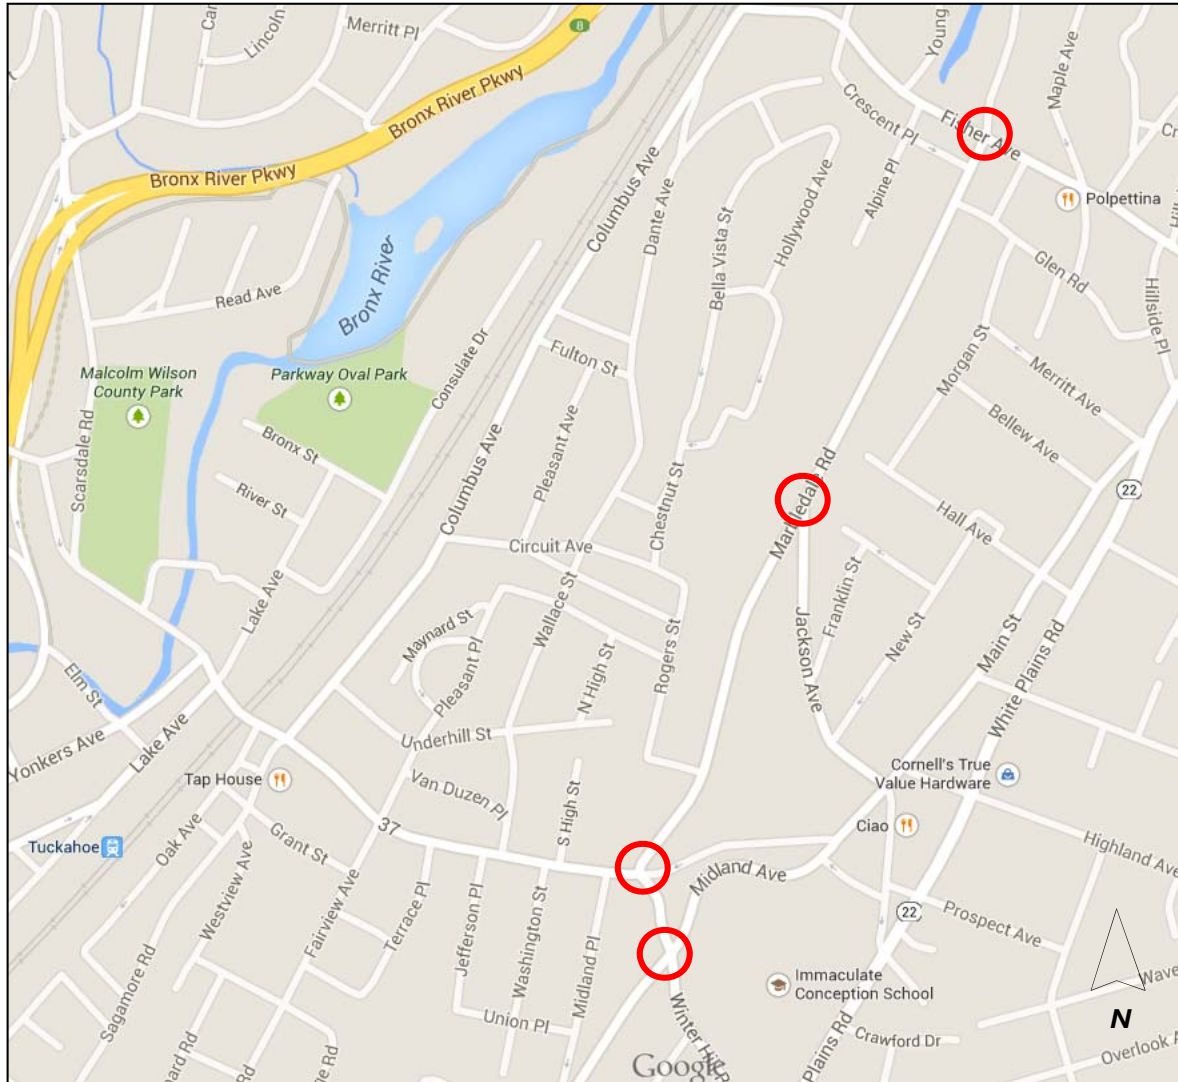 Merritt Pl
Lincoln
8
Young
Maple Ave
Bronx River Pkwy
Crescent Pl
Fisher Ave
Bronx River Pkwy
Columbus Ave
Dante Ave
Hollywood Ave
Alpine Pl
Polpettina
Bella Vista St
Glen Rd
Read Ave
Bronx River
Hillside Pl
Malcolm Wilson
County Park
Parkway Oval Park
Consulate Dr
Fulton St
Morgan St
Merritt Ave
Scarsdale Rd
Bronx St
Pleasant Ave
Bellew Ave
Columbus Ave
River St
Chestnut St
Marbledale Rd
22
Hall Ave
Circuit Ave
Lake Ave
Wallace St
Franklin St
Maynard St
Pleasant Pl
N High St
Rogers St
Jackson Ave
New St
Main St
White Plains Rd
Elm St
Yonkers Ave
Lake Ave
Underhill St
Tap House
Van Duzen Pl
Cornell's True
Value Hardware
S High St
37
Ciao
Tuckahoe
Oak Ave
Grant St
Highland Ave
Midland Ave
Westview Ave
Fairview Ave
Terrace Pl
Jefferson Pl
Washington St
Midland Pl
22
Prospect Ave
Immaculate
Conception School
Sagamore Rd
Union Pl
Winter Hill
Plains Rd
Crawford Dr
N
Overlook
Google